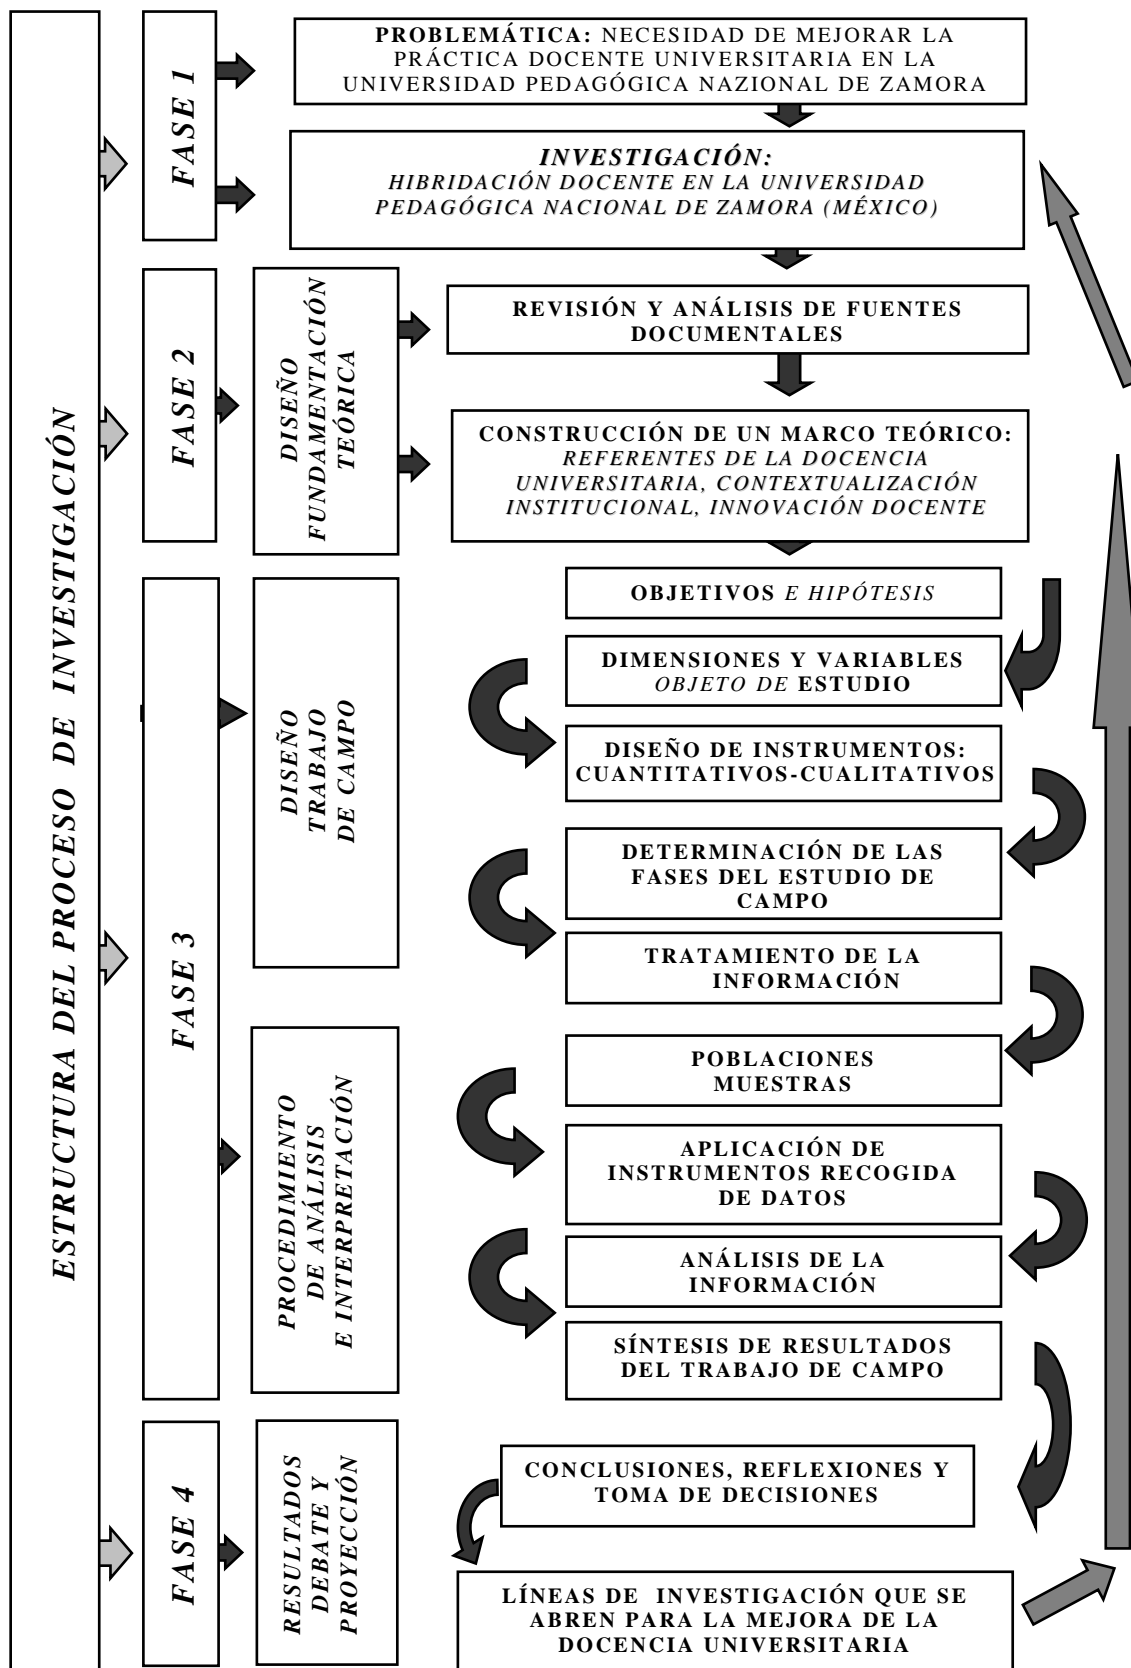 ESTRUCTURA DEL PROCESO DE INVESTIGACIÓN
FASE 1
PROBLEMÁTICA: NECESIDAD DE MEJORAR LA
PRÁCTICA DOCENTE UNIVERSITARIA EN LA
UNIVERSIDAD PEDAGÓGICA NAZIONAL DE ZAMORA
INVESTIGACIÓN:
HIBRIDACIÓN DOCENTE EN LA UNIVERSIDAD
PEDAGÓGICA NACIONAL DE ZAMORA (MÉXICO)
FASE 2
DISEÑO
FUNDAMENTACIÓN
TEÓRICA
REVISIÓN Y ANÁLISIS DE FUENTES
DOCUMENTALES
CONSTRUCCIÓN DE UN MARCO TEÓRICO:
REFERENTES DE LA DOCENCIA
UNIVERSITARIA, CONTEXTUALIZACIÓN
INSTITUCIONAL, INNOVACIÓN DOCENTE
FASE 3
DISEÑO
TRABAJO
DE CAMPO
OBJETIVOS E HIPÓTESIS
DIMENSIONES Y VARIABLES
OBJETO DE ESTUDIO
DISEÑO DE INSTRUMENTOS:
CUANTITATIVOS-CUALITATIVOS
DETERMINACIÓN DE LAS
FASES DEL ESTUDIO DE
CAMPO
TRATAMIENTO DE LA
INFORMACIÓN
PROCEDIMIENTO
DE ANÁLISIS
E INTERPRETACIÓN
POBLACIONES
MUESTRAS
APLICACIÓN DE
INSTRUMENTOS RECOGIDA
DE DATOS
ANÁLISIS DE LA
INFORMACIÓN
SÍNTESIS DE RESULTADOS
DEL TRABAJO DE CAMPO
FASE 4
RESULTADOS
DEBATE Y
PROYECCIÓN
CONCLUSIONES, REFLEXIONES Y
TOMA DE DECISIONES
LÍNEAS DE INVESTIGACIÓN QUE SE
ABREN PARA LA MEJORA DE LA
DOCENCIA UNIVERSITARIA